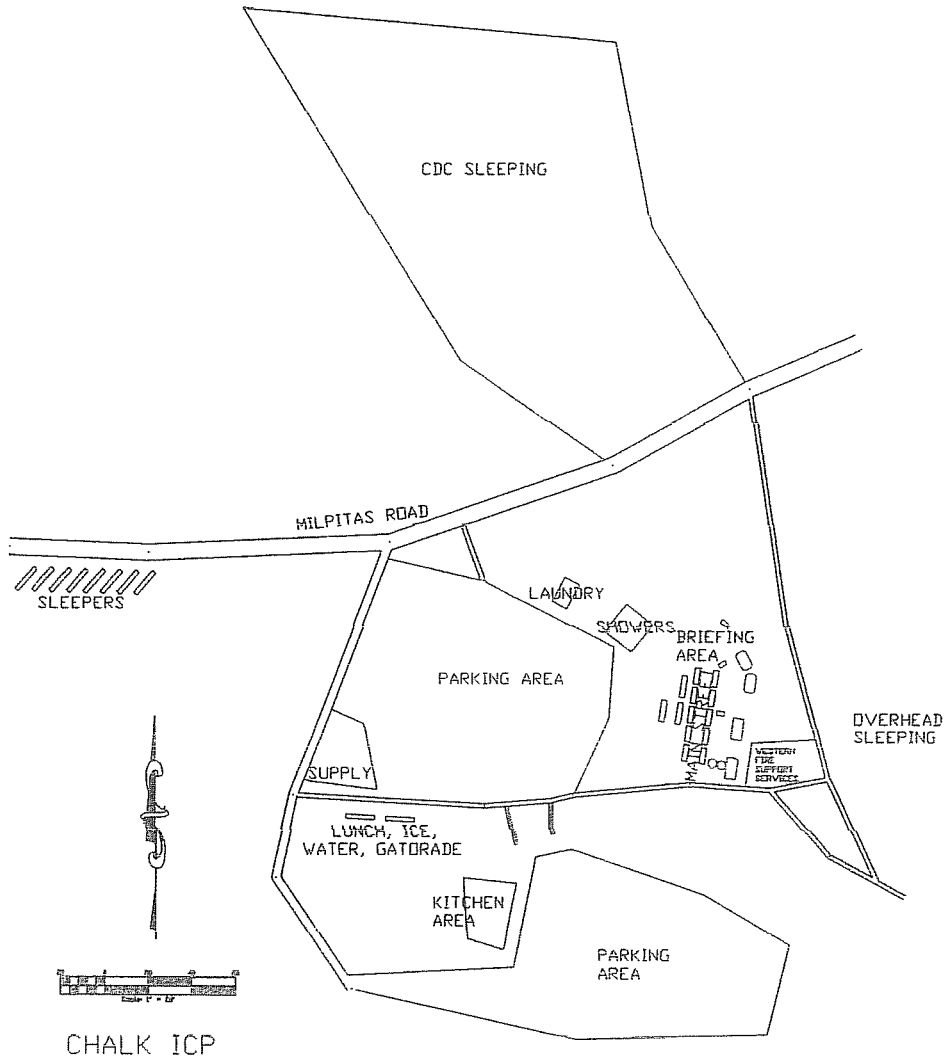 CDC SLEEPING
MILPITAS ROAD
SLEEPERS
LAUNDRY
SHOWERS
BRIEFING
AREA
PARKING AREA
MAIN STREET
OVERHEAD
SLEEPING
WESTERN
FIRE
SUPPORT
SERVICES
SUPPLY
LUNCH, ICE,
WATER, GATORADE
KITCHEN
AREA
PARKING
AREA
CHALK ICP